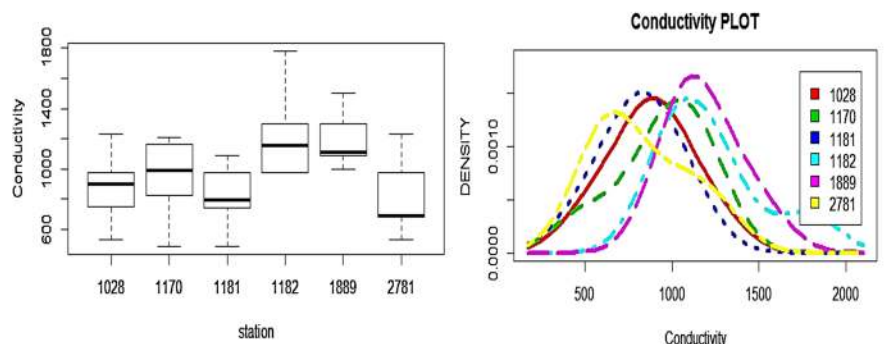 Conductivity
600
1000
1400
1800
1028 1170 1181 1182 1889 2781
station
Conductivity PLOT
DENSITY
0.0000
0.0010
500 1000 1500 2000
Conductivity
1028
1170
1181
1182
1889
2781